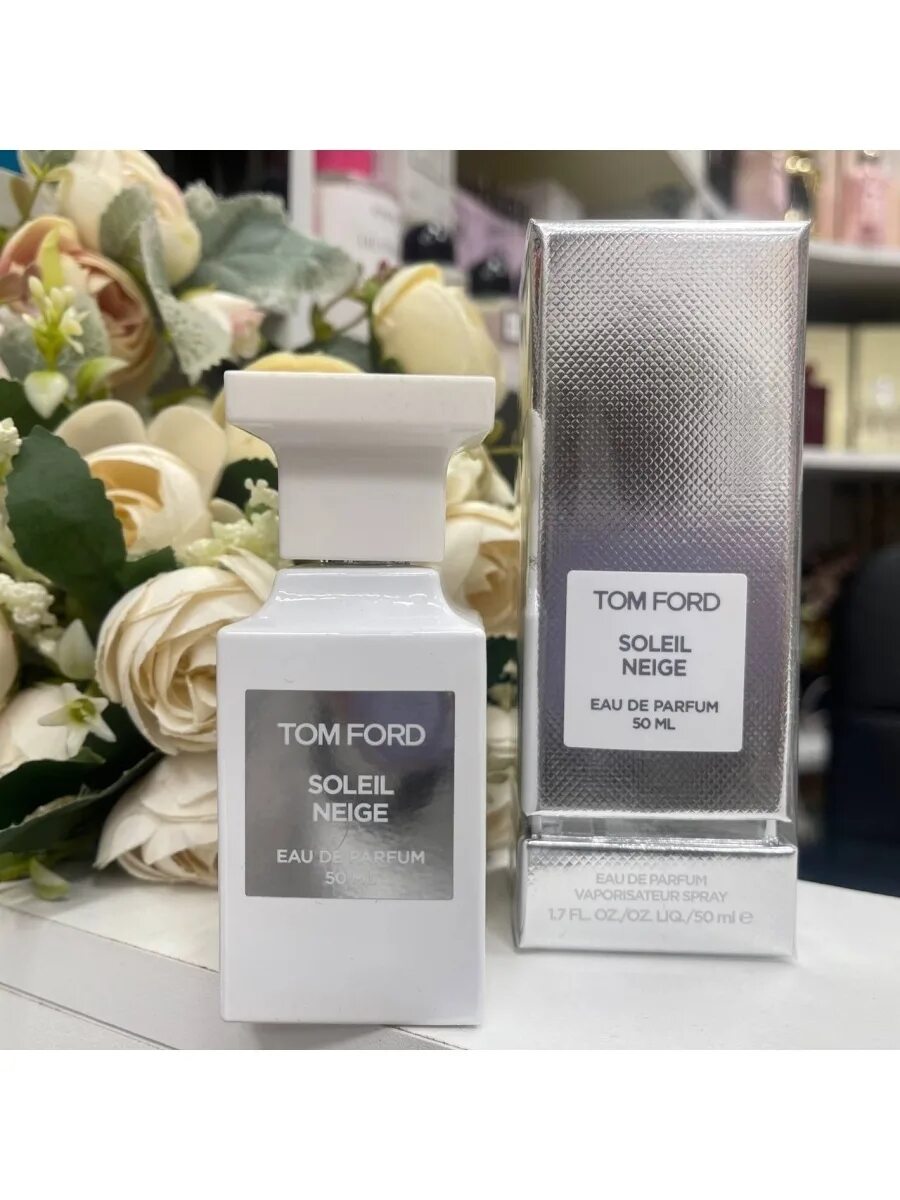 TOM FORD
SOLEIL
NEIGE
EAU DE PARFUM
50 ML
TOM FORD
SOLEIL
NEIGE
EAU DE PARFUM
50 ML
EAU DE PARFUM
VAPORISATEUR SPRAY
1.7 FL. OZ./OZ. LIQ./50 ml e